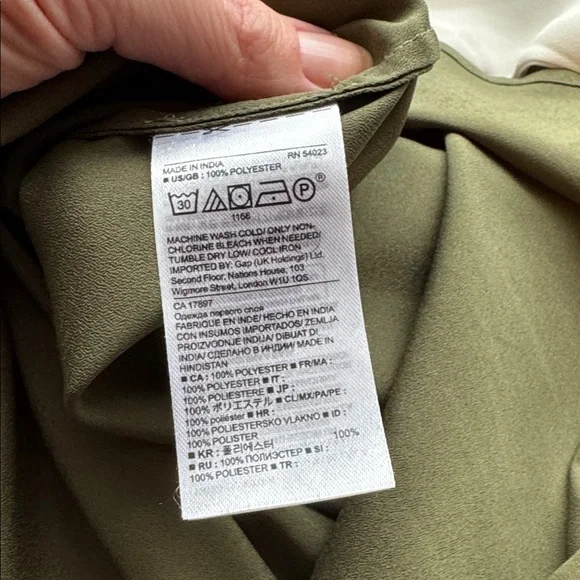 MADE IN INDIA RN 54023
■ US/GB : 100% POLYESTER
30 P ®
1166
MACHINE WASH COLD/ ONLY NON-
CHLORINE BLEACH WHEN NEEDED/
TUMBLE DRY LOW/ COOL IRON
IMPORTED BY: Gap (UK Holdings) Ltd.
Second Floor, Nations House, 103
Wigmore Street, London W1U 1QS.
CA 17897
Одежда первого слоя
FABRIQUE EN INDE/ HECHO EN INDIA
CON INSUMOS IMPORTADOS/ ZEMLJA
PROIZVODNJE INDIJA/ DIBUAT DI
INDIA/ СДЕЛАНО В ИНДИИ/ MADE IN
HINDISTAN
■ CA : 100% POLYESTER ■ FR/MA :
100% POLYESTER ■ IT :
100% POLIESTERE ■ JP :
100% ポリエステル ■ CL/MX/PA/PE :
100% poliéster ■ HR :
100% POLIESTERSKO VLAKNO ■ ID :
100% POLISTER
■ KR : 폴리에스터 100%
■ RU : 100% ПОЛИЭСТЕР ■ SI :
100% POLIESTER ■ TR :